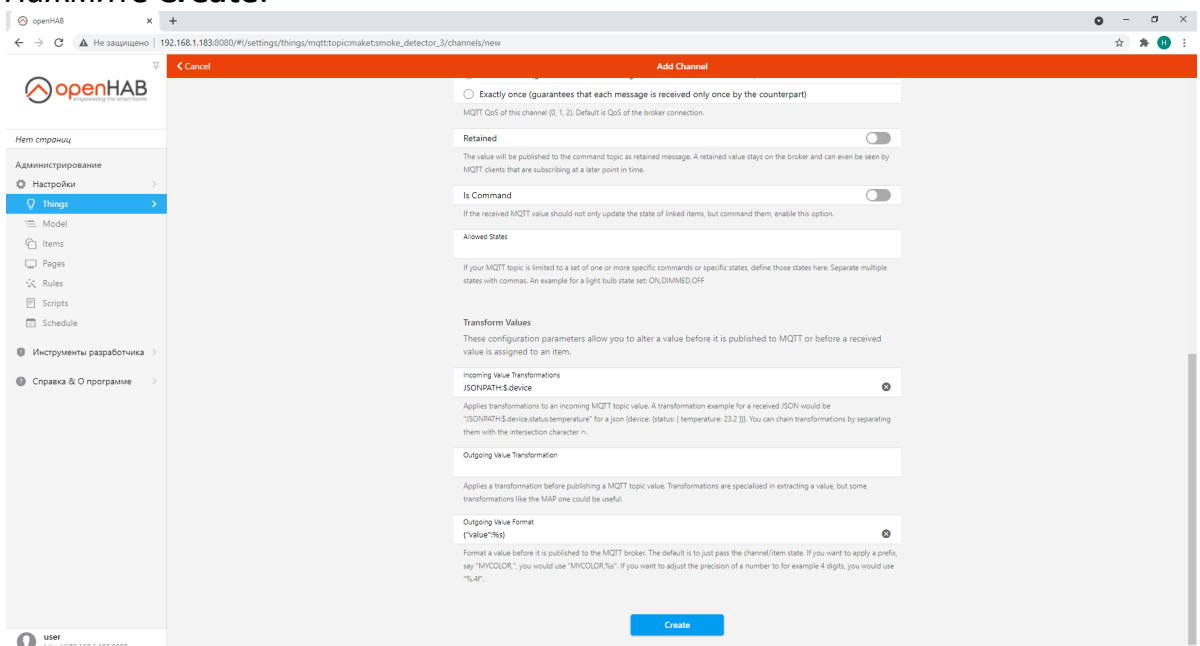 Нажмите Create.
openHAB
Не защищено | 192.168.1.183:8080/#!/settings/things/mqtt:topic:maket:smoke_detector_3/channels/new
H
openHAB
empowering the smart home
Cancel
Add Channel
Нет страниц
Администрирование
Настройки
Things
Model
Items
Pages
Rules
Scripts
Schedule
Инструменты разработчика
Справка & О программе
user
Exactly once (guarantees that each message is received only once by the counterpart)
MQTT QoS of this channel (0, 1, 2). Default is QoS of the broker connection.
Retained
The value will be published to the command topic as retained message. A retained value stays on the broker and can even be seen by
MQTT clients that are subscribing at a later point in time.
Is Command
If the received MQTT value should not only update the state of linked items, but command them, enable this option.
Allowed States
If your MQTT topic is limited to a set of one or more specific commands or specific states, define those states here. Separate multiple
states with commas. An example for a light bulb state set: ON,DIMMED,OFF
Transform Values
These configuration parameters allow you to alter a value before it is published to MQTT or before a received
value is assigned to an item.
Incoming Value Transformations
JSONPATH:$.device
Applies transformations to an incoming MQTT topic value. A transformation example for a received JSON would be
"JSONPATH:$.device.status.temperature" for a json {device: {status: { temperature: 23.2 }}}. You can chain transformations by separating
them with the intersection character ∩.
Outgoing Value Transformation
Applies a transformation before publishing a MQTT topic value. Transformations are specialised in extracting a value, but some
transformations like the MAP one could be useful.
Outgoing Value Format
{"value":%s}
Format a value before it is published to the MQTT broker. The default is to just pass the channel/item state. If you want to apply a prefix,
say "MYCOLOR,", you would use "MYCOLOR,%s". If you want to adjust the precision of a number to for example 4 digits, you would use
"%.4f".
Create